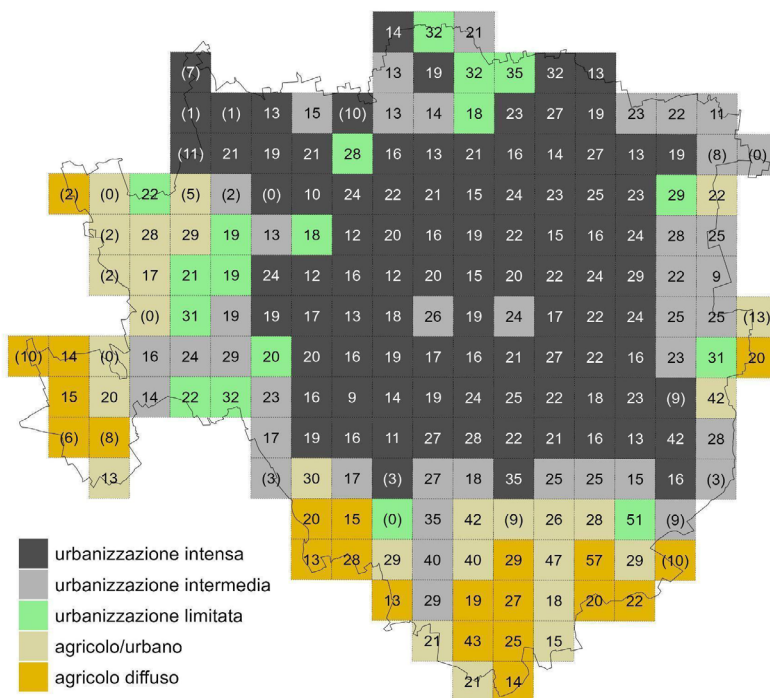 14 32 21
(7) 13 19 32 35 32 13
(1) (1) 13 15 (10) 13 14 18 23 27 19 23 22 11
(11) 21 19 21 28 16 13 21 16 14 27 13 19 (8) (0)
(2) (0) 22 (5) (2) (0) 10 24 22 21 15 24 23 25 23 29 22
(2) 28 29 19 13 18 12 20 16 19 22 15 16 24 28 25
(2) 17 21 19 24 12 16 12 20 15 20 22 24 29 22 9
(0) 31 19 19 17 13 18 26 19 24 17 22 24 25 25 (13)
(10) 14 (0) 16 24 29 20 20 16 19 17 16 21 27 22 16 23 31 20
15 20 14 22 32 23 16 9 14 19 24 25 22 18 23 (9) 42
(6) (8) 17 19 16 11 27 28 22 21 16 13 42 28
13 (3) 30 17 (3) 27 18 35 25 25 15 16 (3)
20 15 (0) 35 42 (9) 26 28 51 (9)
13 28 29 40 40 29 47 57 29 (10)
13 29 19 27 18 20 22
21 43 25 15
21 14
urbanizzazione intensa
urbanizzazione intermedia
urbanizzazione limitata
agricolo/urbano
agricolo diffuso